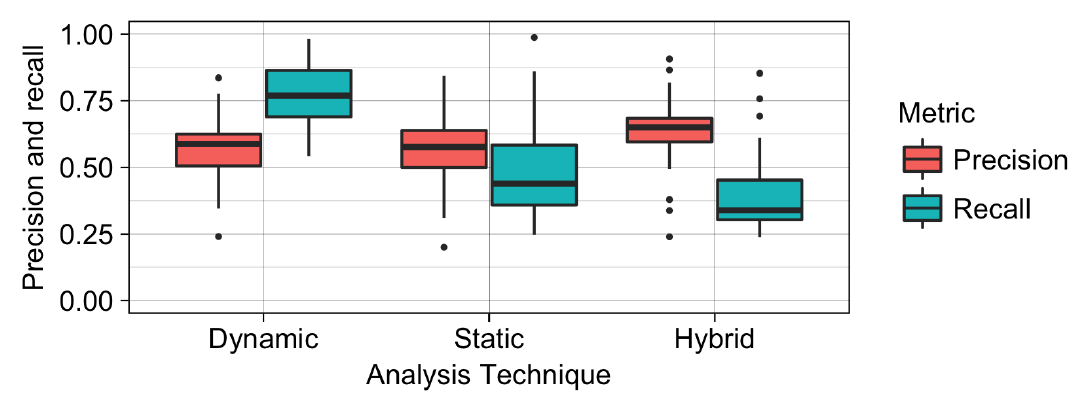 Precision and recall
1.00
0.75
0.50
0.25
0.00
Dynamic
Static
Hybrid
Analysis Technique
Metric
Precision
Recall